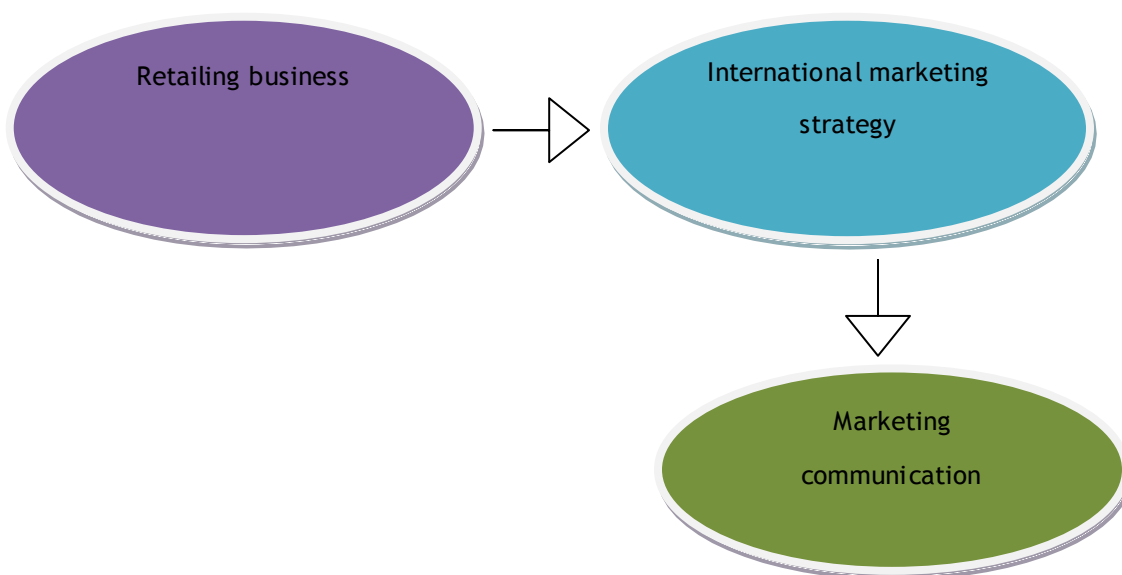 Retailing business
International marketing
strategy
Marketing
communication